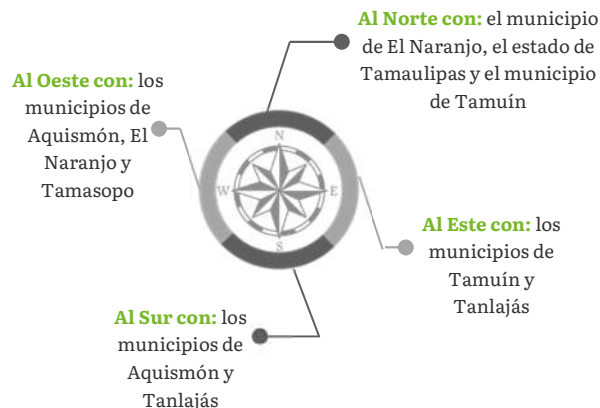 Al Norte con: el municipio
de El Naranjo, el estado de
Tamaulipas y el municipio
de Tamuín
Al Oeste con: los
municipios de
Aquismón, El
Naranjo y
Tamasopo
N
W
E
S
Al Este con: los
municipios de
Tamuín y
Tanlajás
Al Sur con: los
municipios de
Aquismón y
Tanlajás